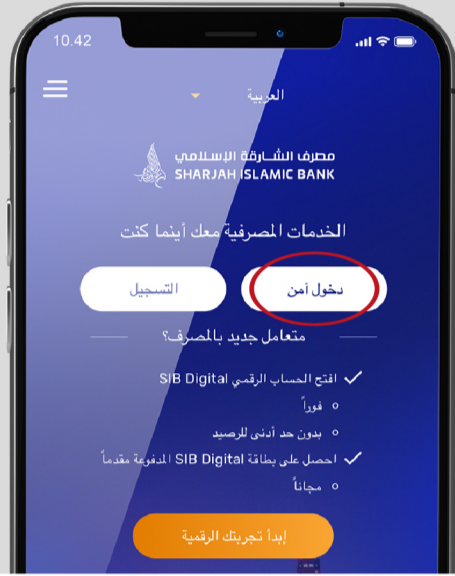 10.42
العربية
مصرف الشــارقة الإسـلامي
SHARJAH ISLAMIC BANK
الخدمات المصرفية معك أينما كنت
دخول آمن
التسجيل
متعامل جديد بالمصرف؟
افتح الحساب الرقمي SIB Digital
فوراً
بدون حد أدنى للرصيد
احصل على بطاقة SIB Digital المدفوعة مقدماً
مجاناً
إبدأ تجربتك الرقمية